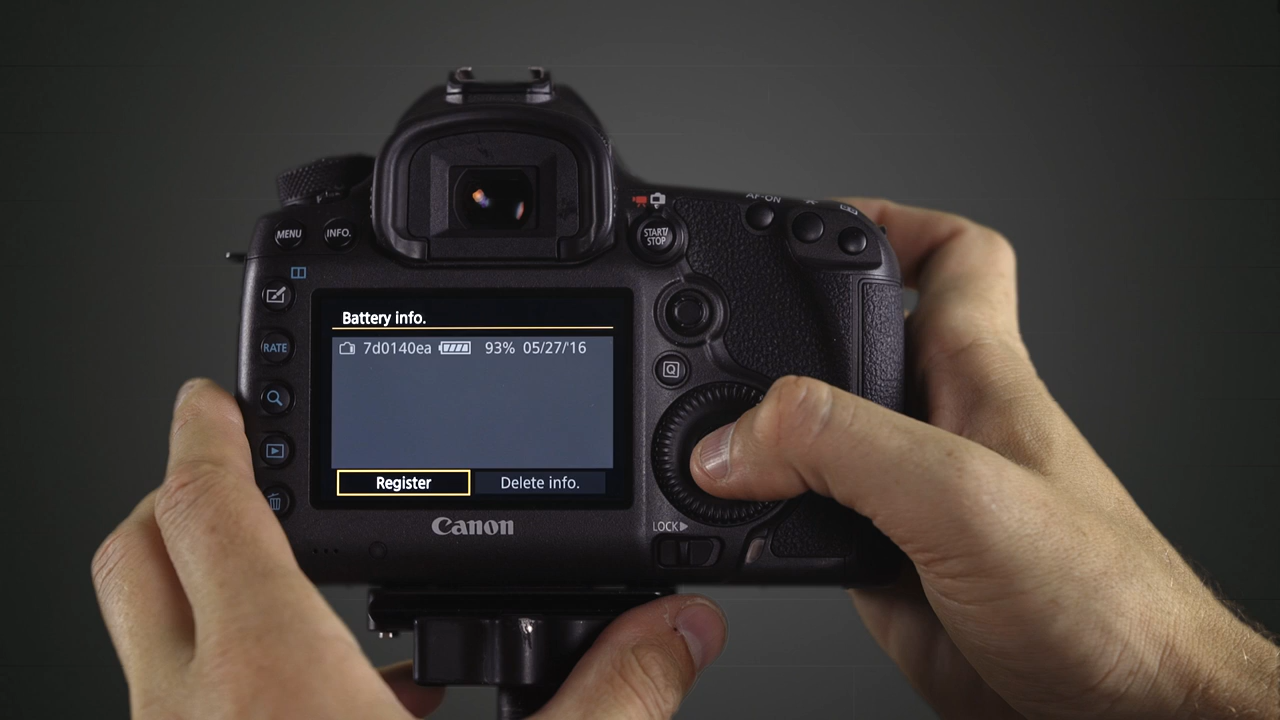 MENU
INFO.
START/
STOP
AF-ON
RATE
Battery info.
7d0140ea 93% 05/27/'16
Register
Delete info.
Q
Canon
LOCK